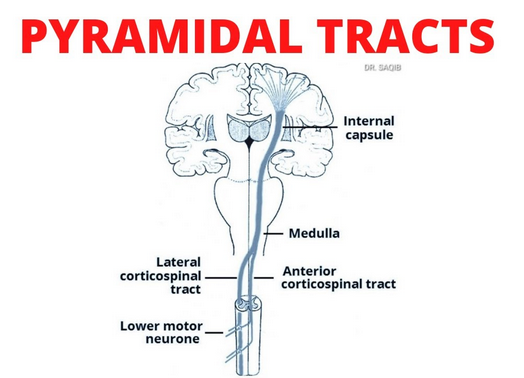 PYRAMIDAL TRACTS
DR. SAQIB
Internal
capsule
Medulla
Lateral
corticospinal
tract
Anterior
corticospinal tract
Lower motor
neurone